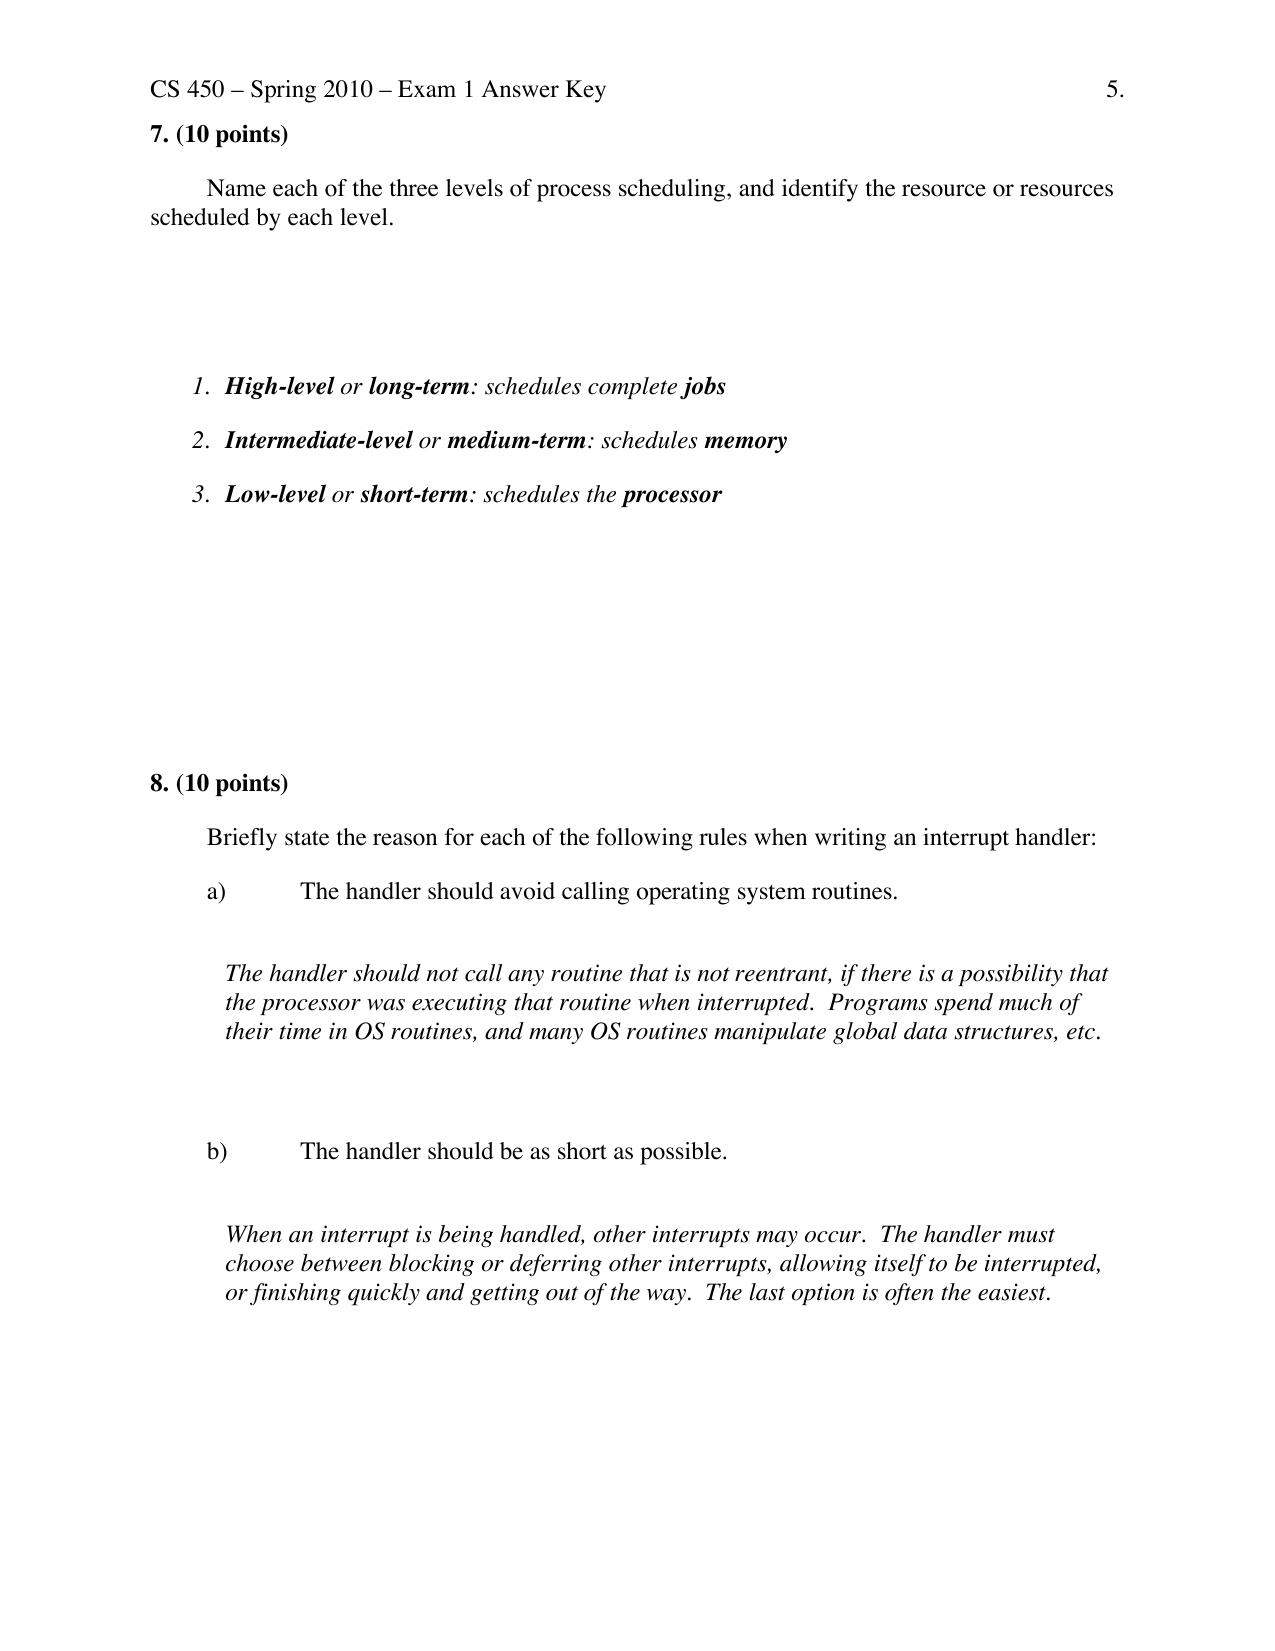 CS 450 – Spring 2010 – Exam 1 Answer Key 5.
7. (10 points)
Name each of the three levels of process scheduling, and identify the resource or resources
scheduled by each level.
1. High-level or long-term: schedules complete jobs
2. Intermediate-level or medium-term: schedules memory
3. Low-level or short-term: schedules the processor
8. (10 points)
Briefly state the reason for each of the following rules when writing an interrupt handler:
a) The handler should avoid calling operating system routines.
The handler should not call any routine that is not reentrant, if there is a possibility that
the processor was executing that routine when interrupted. Programs spend much of
their time in OS routines, and many OS routines manipulate global data structures, etc.
b) The handler should be as short as possible.
When an interrupt is being handled, other interrupts may occur. The handler must
choose between blocking or deferring other interrupts, allowing itself to be interrupted,
or finishing quickly and getting out of the way. The last option is often the easiest.